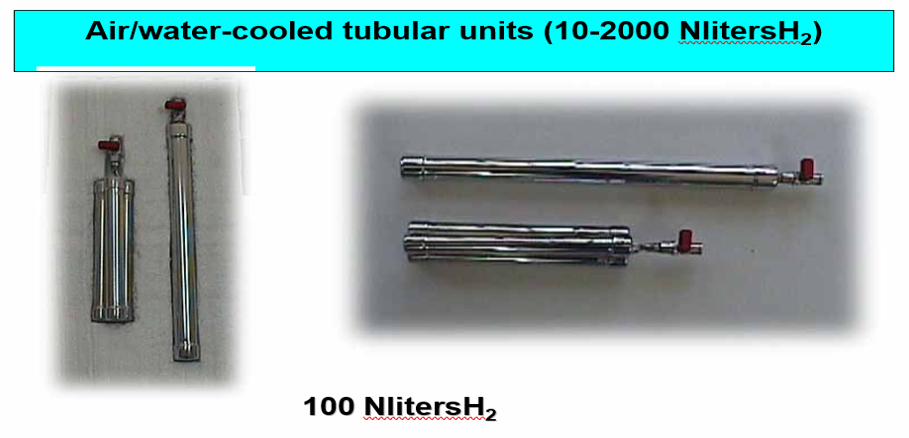 Air/water-cooled tubular units (10-2000 NlitersH₂)
100 NlitersH₂